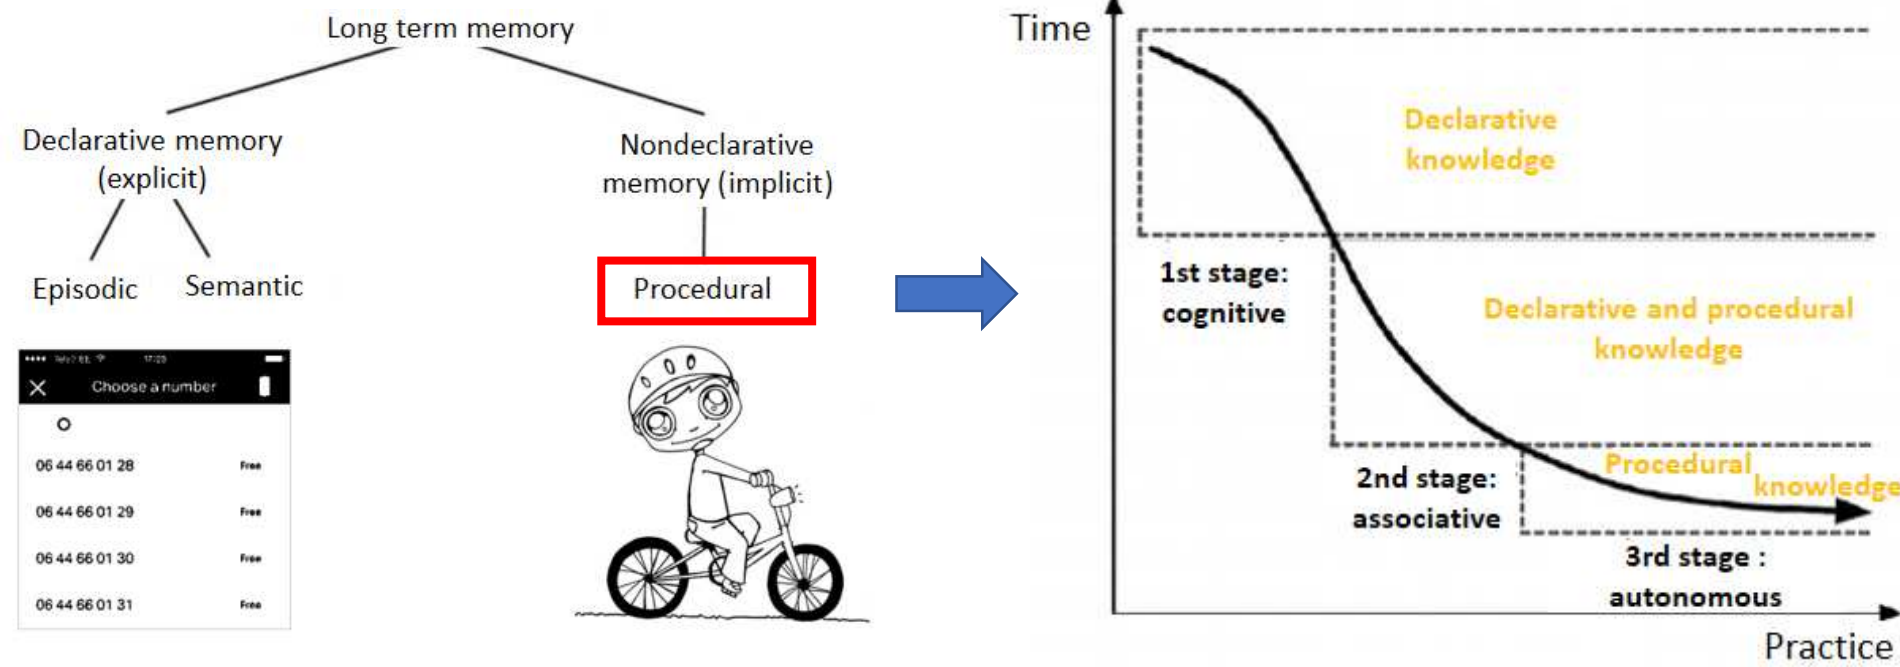 Long term memory
Declarative memory
(explicit)
Nondeclarative
memory (implicit)
Episodic
Semantic
Procedural
17:25
Choose a number
06 44 66 01 28 Free
06 44 66 01 29 Free
06 44 66 01 30 Free
06 44 66 01 31 Free
Time
Declarative
knowledge
1st stage:
cognitive
Declarative and procedural
knowledge
2nd stage:
associative
Procedural
knowledge
3rd stage :
autonomous
Practice